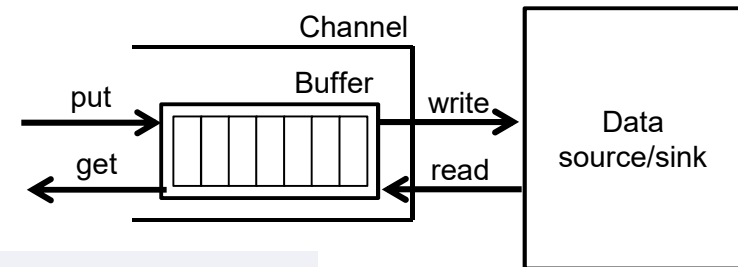 Channel
Buffer
put
write
get
read
Data
source/sink